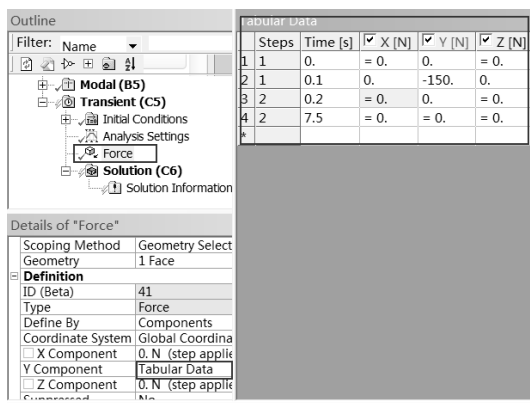 Outline
Filter: Name
Modal (B5)
Transient (C5)
Initial Conditions
Analysis Settings
Force
Solution (C6)
Solution Information
Details of "Force"
Scoping Method Geometry Select
Geometry 1 Face
Definition
ID (Beta) 41
Type Force
Define By Components
Coordinate System Global Coordina
X Component 0. N (step applie
Y Component Tabular Data
Z Component 0. N (step applie
Suppressed No
Tabular Data
Steps Time [s] X [N] Y [N] Z [N]
1 1 0. = 0. 0. = 0.
2 1 0.1 0. -150. 0.
3 2 0.2 = 0. 0. = 0.
4 2 7.5 = 0. = 0. = 0.
*